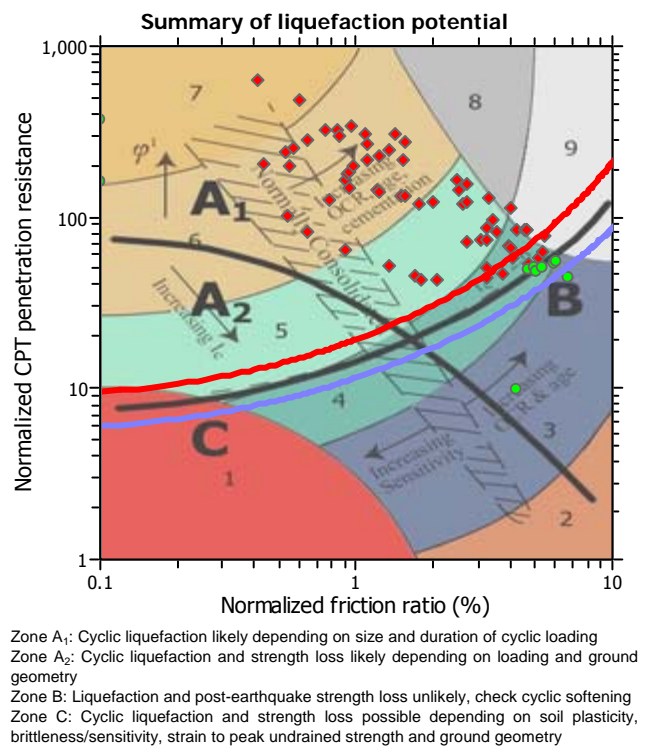 Summary of liquefaction potential
Normalized CPT penetration resistance
1,000
100
10
1
7
8
9
φ'
A1
Increasing
OCR, age,
cementation
Normally Consolidated
6
A2
Increasing Ic
5
B
4
Increasing
OCR & age
3
C
Increasing
Sensitivity
1
2
0.1
1
10
Normalized friction ratio (%)
Zone A1: Cyclic liquefaction likely depending on size and duration of cyclic loading
Zone A2: Cyclic liquefaction and strength loss likely depending on loading and ground
geometry
Zone B: Liquefaction and post-earthquake strength loss unlikely, check cyclic softening
Zone C: Cyclic liquefaction and strength loss possible depending on soil plasticity,
brittleness/sensitivity, strain to peak undrained strength and ground geometry